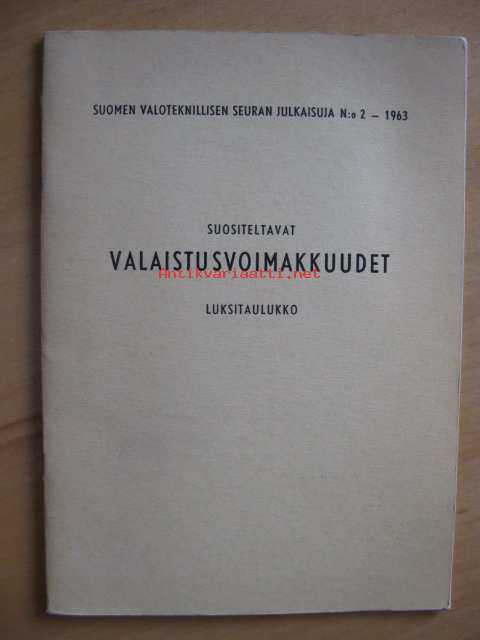 SUOMEN VALOTEKNILLISEN SEURAN JULKAISUJA N:o 2 – 1963
SUOSITELTAVAT
VALAISTUSVOIMAKKUUDET
Antikvariaatti.net
LUKSITAULUKKO